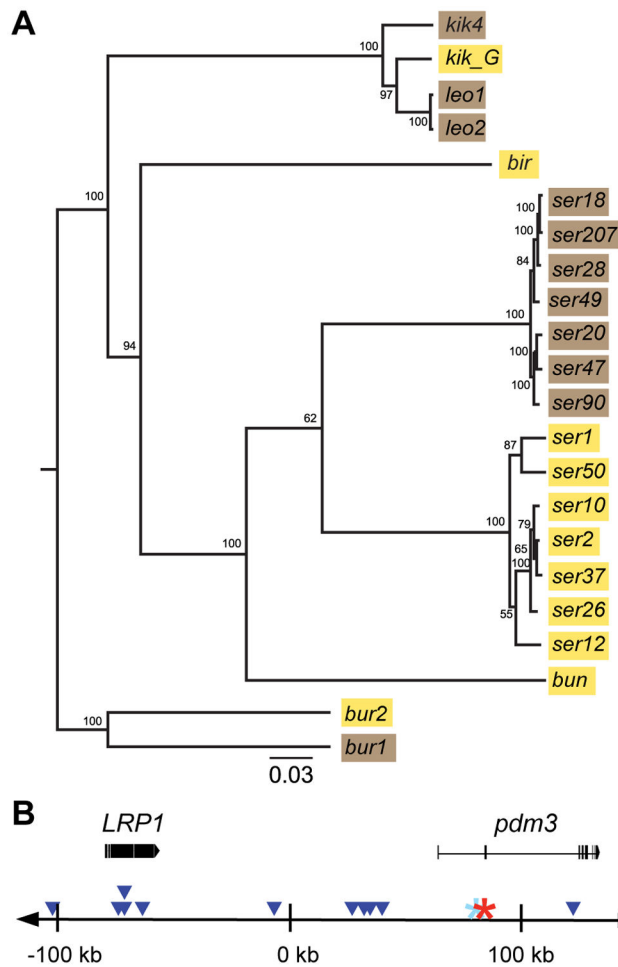 A
kik4
100
kik_G
97
leo1
100
leo2
bir
100
ser18
100
ser207
100
84
ser28
ser49
100
ser20
94
100
ser47
100
ser90
62
ser1
87
ser50
ser10
79
100
100
ser2
65
100
ser37
ser26
55
ser12
bun
bur2
100
bur1
0.03
B
LRP1
pdm3
-100 kb
0 kb
100 kb